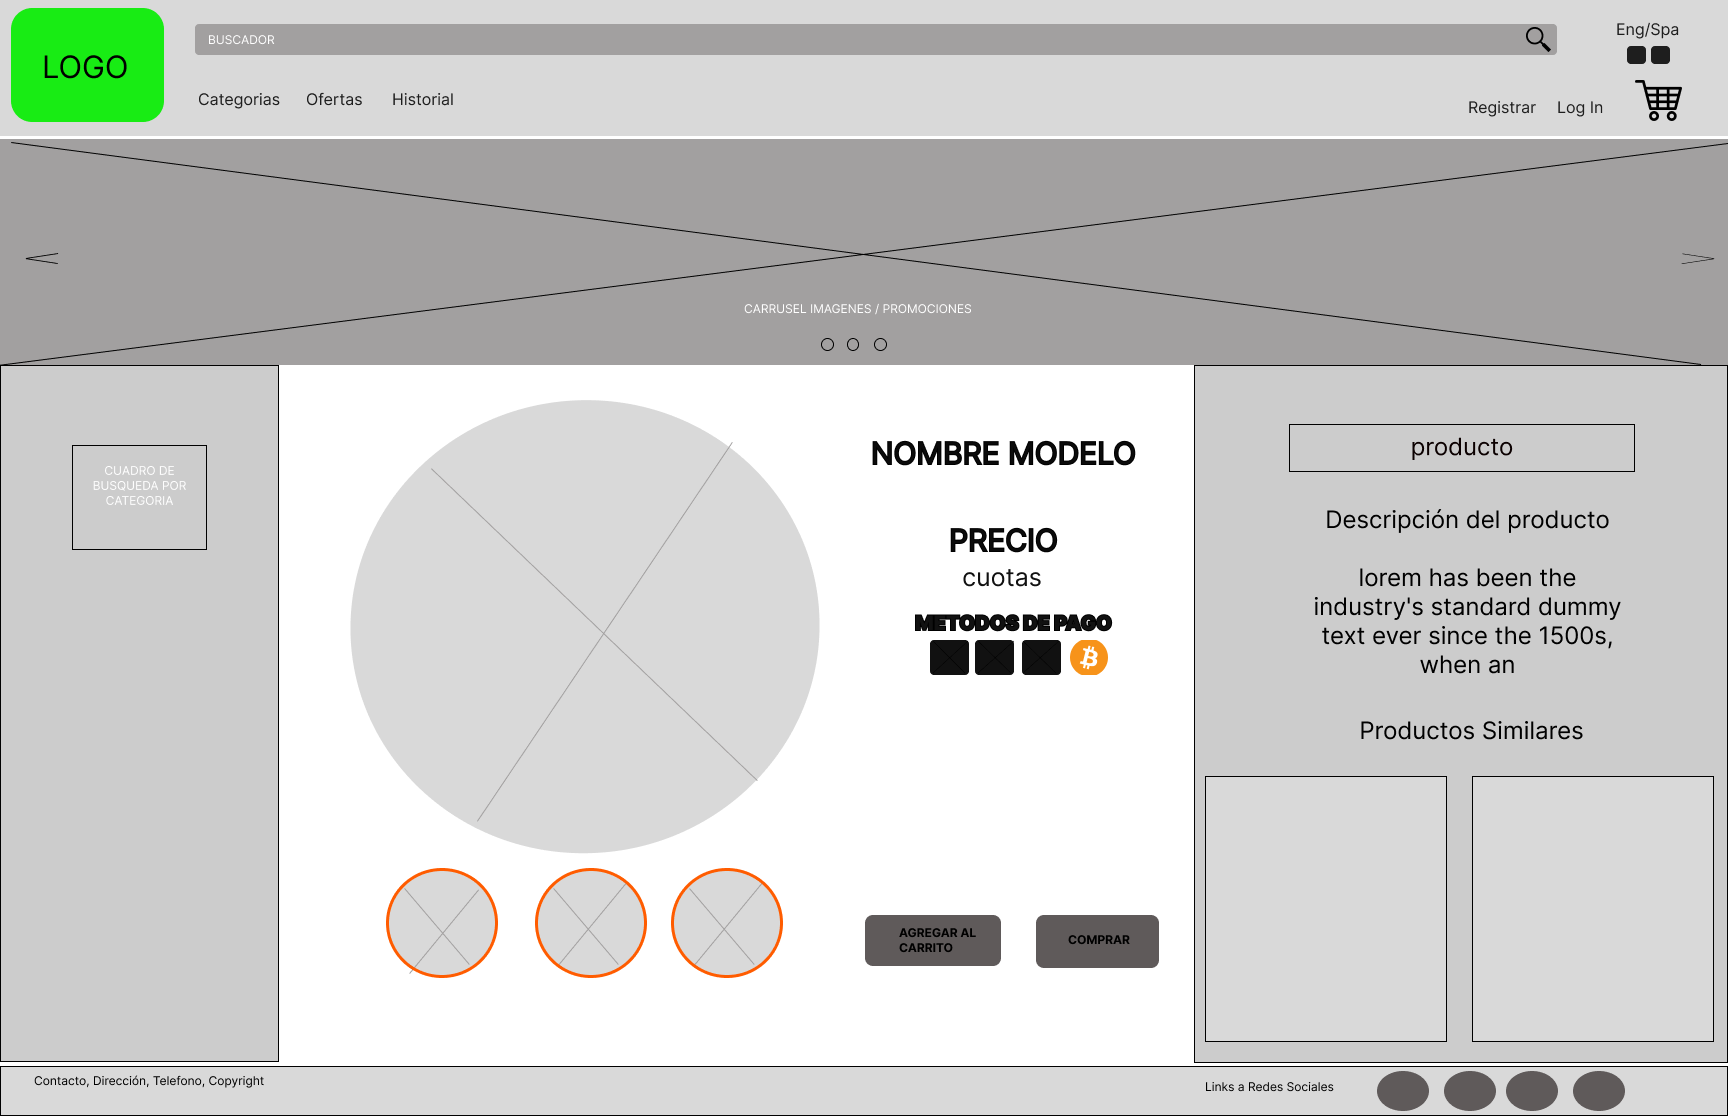 LOGO
BUSCADOR
Eng/Spa
Categorias
Ofertas
Historial
Registrar
Log In
CARRUSEL IMAGENES / PROMOCIONES
CUADRO DE
BUSQUEDA POR
CATEGORIA
NOMBRE MODELO
PRECIO
cuotas
METODOS DE PAGO
AGREGAR AL
CARRITO
COMPRAR
producto
Descripción del producto
lorem has been the
industry's standard dummy
text ever since the 1500s,
when an
Productos Similares
Contacto, Dirección, Telefono, Copyright
Links a Redes Sociales